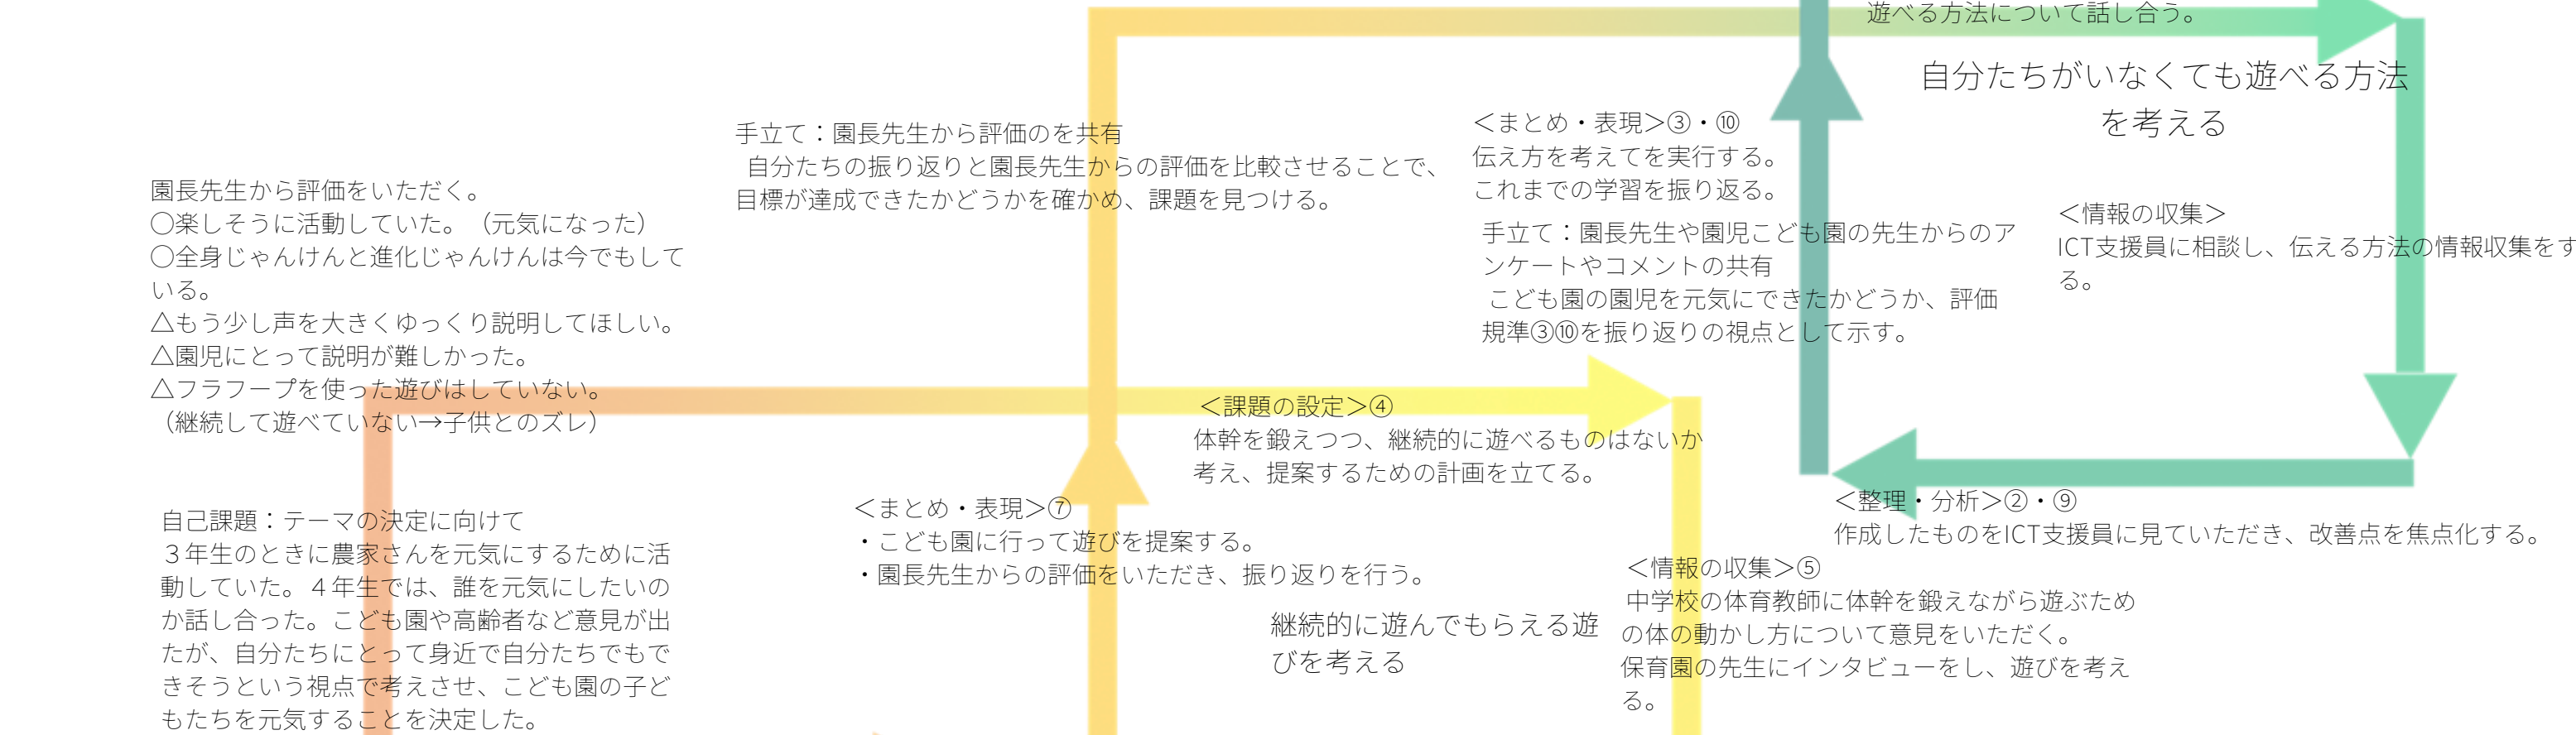 園長先生から評価をいただく。
○楽しそうに活動していた。（元気になった）
○全身じゃんけんと進化じゃんけんは今でもして
いる。
△もう少し声を大きくゆっくり説明してほしい。
△園児にとって説明が難しかった。
△フラフープを使った遊びはしていない。
（継続して遊べていない→子供とのズレ）
自己課題：テーマの決定に向けて
３年生のときに農家さんを元気にするために活
動していた。４年生では、誰を元気にしたいの
か話し合った。こども園や高齢者など意見が出
たが、自分たちにとって身近で自分たちでもで
きそうという視点で考えさせ、こども園の子ど
もたちを元気することを決定した。
手立て：園長先生から評価のを共有
自分たちの振り返りと園長先生からの評価を比較させることで、
目標が達成できたかどうかを確かめ、課題を見つける。
＜まとめ・表現＞⑦
・こども園に行って遊びを提案する。
・園長先生からの評価をいただき、振り返りを行う。
＜課題の設定＞④
体幹を鍛えつつ、継続的に遊べるものはないか
考え、提案するための計画を立てる。
継続的に遊んでもらえる遊
びを考える
＜情報の収集＞⑤
中学校の体育教師に体幹を鍛えながら遊ぶため
の体の動かし方について意見をいただく。
保育園の先生にインタビューをし、遊びを考え
る。
＜まとめ・表現＞③・⑩
伝え方を考えてを実行する。
これまでの学習を振り返る。
手立て：園長先生や園児こども園の先生からのア
ンケートやコメントの共有
こども園の園児を元気にできたかどうか、評価
規準③⑩を振り返りの視点として示す。
遊べる方法について話し合う。
自分たちがいなくても遊べる方法
を考える
＜情報の収集＞
ICT支援員に相談し、伝える方法の情報収集をす
る。
＜整理・分析＞②・⑨
作成したものをICT支援員に見ていただき、改善点を焦点化する。